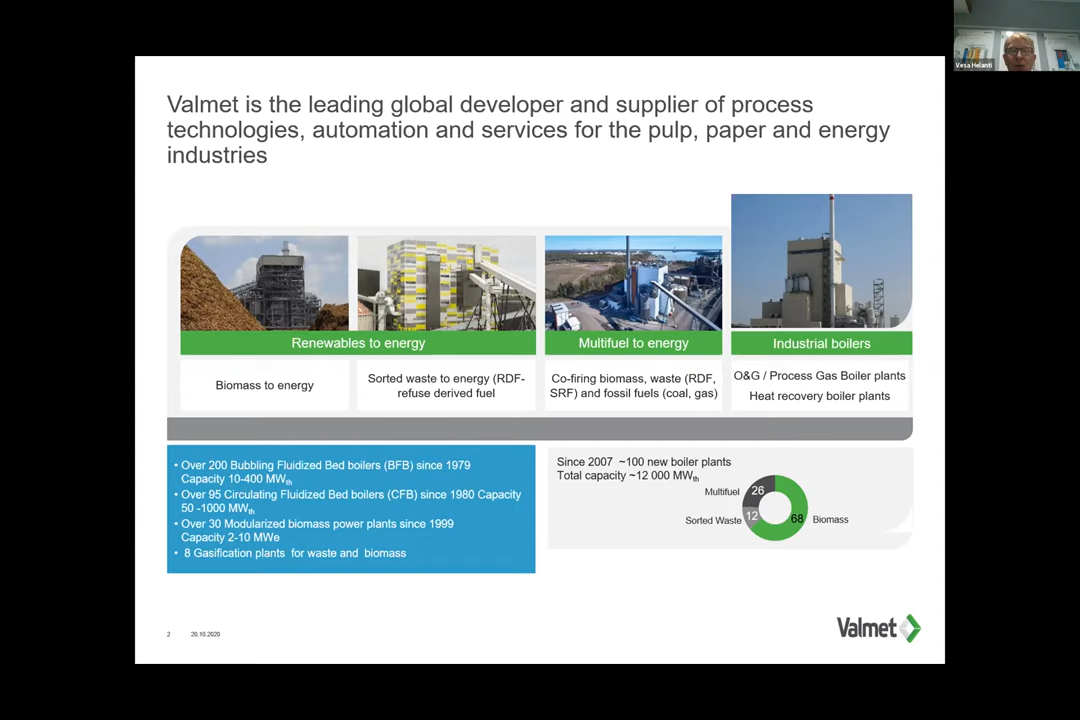 Vesa Helanti
Valmet is the leading global developer and supplier of process
technologies, automation and services for the pulp, paper and energy
industries
Renewables to energy
Multifuel to energy
Industrial boilers
Biomass to energy
Sorted waste to energy (RDF-
refuse derived fuel
Co-firing biomass, waste (RDF,
SRF) and fossil fuels (coal, gas)
O&G / Process Gas Boiler plants
Heat recovery boiler plants
• Over 200 Bubbling Fluidized Bed boilers (BFB) since 1979
Capacity 10-400 MWth
• Over 95 Circulating Fluidized Bed boilers (CFB) since 1980 Capacity
50 -1000 MWth
• Over 30 Modularized biomass power plants since 1999
Capacity 2-10 MWe
• 8 Gasification plants for waste and biomass
Since 2007 ~100 new boiler plants
Total capacity ~12 000 MWth
Multifuel 26
Sorted Waste 12
68 Biomass
2 20.10.2020
Valmet